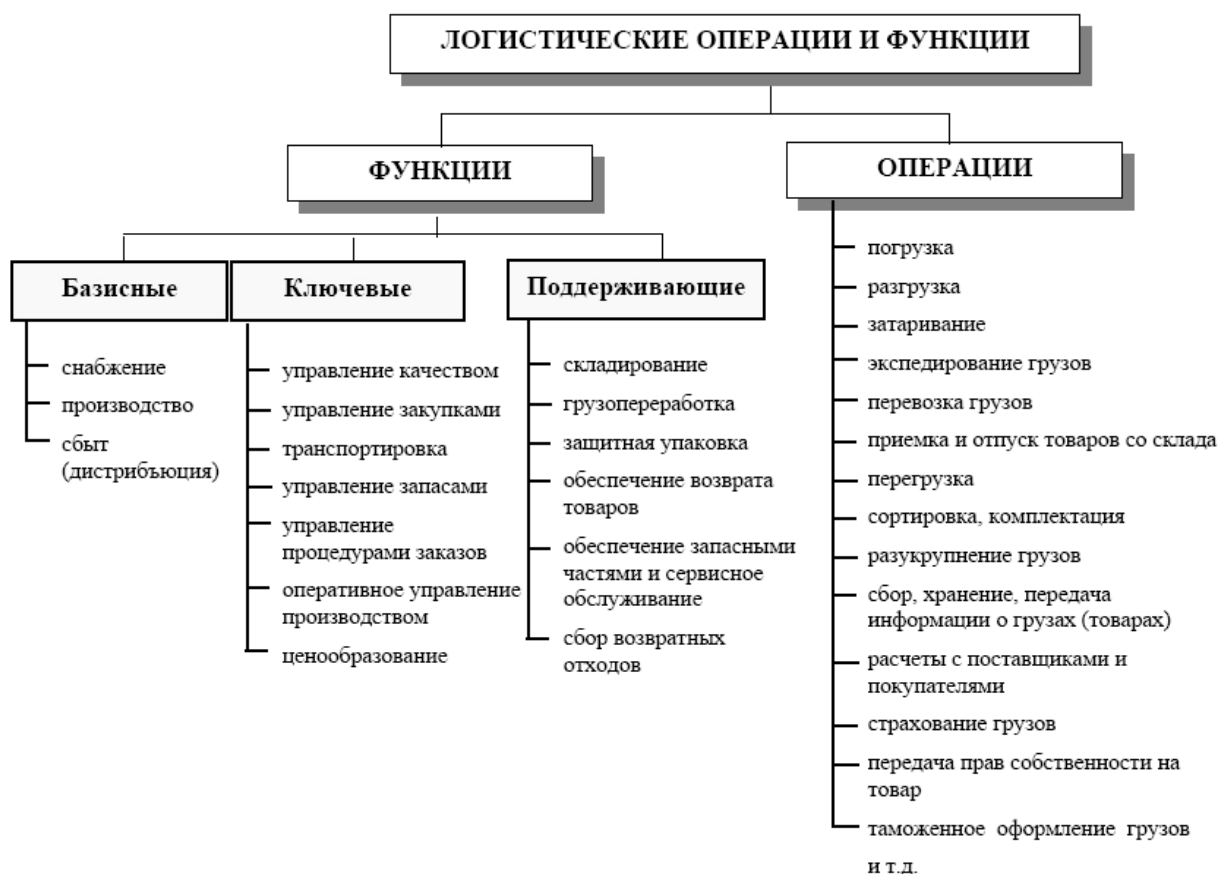 ЛОГИСТИЧЕСКИЕ ОПЕРАЦИИ И ФУНКЦИИ
ФУНКЦИИ
Базисные
снабжение
производство
сбыт
(дистрибъюция)
Ключевые
управление качеством
управление закупками
транспортировка
управление запасами
управление
процедурами заказов
оперативное управление
производством
ценообразование
Поддерживающие
складирование
грузопереработка
защитная упаковка
обеспечение возврата
товаров
обеспечение запасными
частями и сервисное
обслуживание
сбор возвратных
отходов
ОПЕРАЦИИ
погрузка
разгрузка
затаривание
экспедирование грузов
перевозка грузов
приемка и отпуск товаров со склада
перегрузка
сортировка, комплектация
разукрупнение грузов
сбор, хранение, передача
информации о грузах (товарах)
расчеты с поставщиками и
покупателями
страхование грузов
передача прав собственности на
товар
таможенное оформление грузов
и т.д.